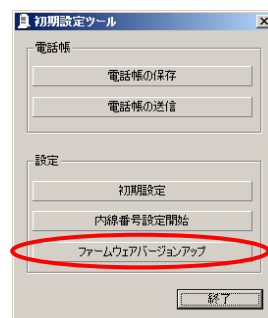 初期設定ツール
電話帳
電話帳の保存
電話帳の送信
設定
初期設定
内線番号設定開始
ファームウェアバージョンアップ
終了